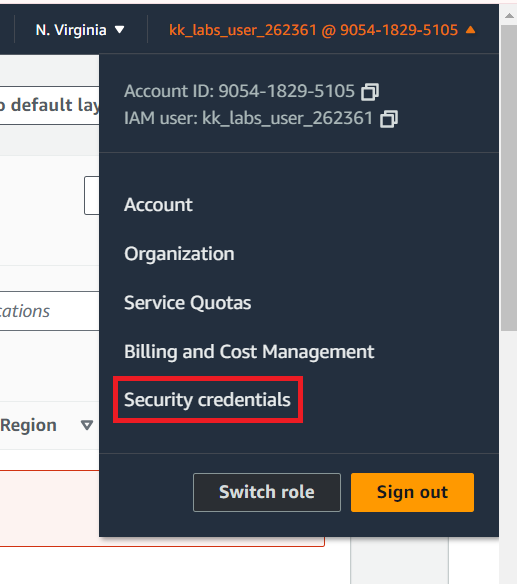 N. Virginia ▼ kk_labs_user_262361 @ 9054-1829-5105 ▲
Account ID: 9054-1829-5105
IAM user: kk_labs_user_262361
default lay
Account
Organization
Service Quotas
cations
Billing and Cost Management
Security credentials
Region
Switch role
Sign out